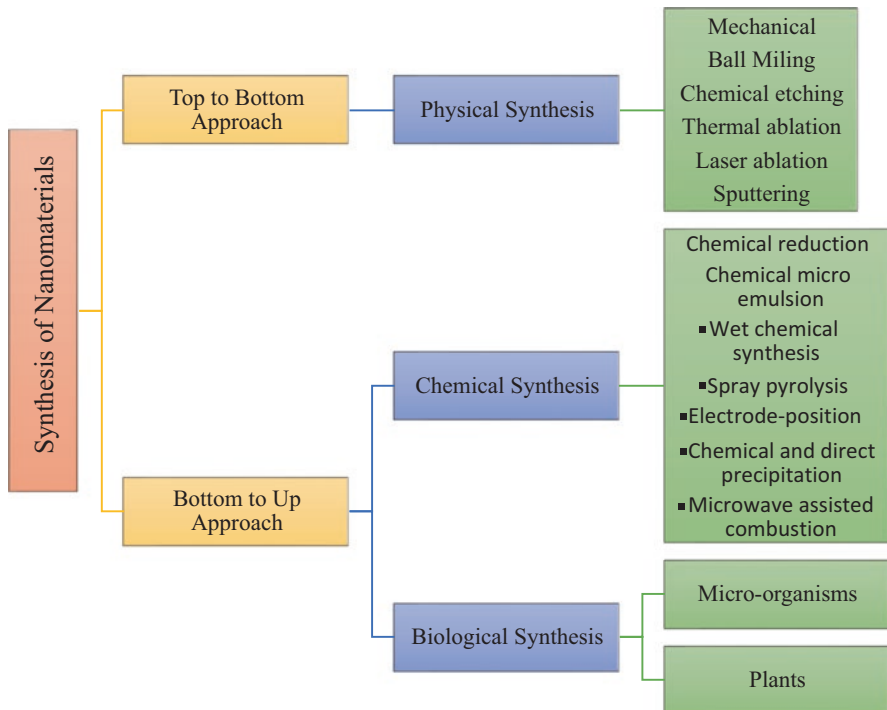 Synthesis of Nanomaterials
Top to Bottom
Approach
Physical Synthesis
Mechanical
Ball Miling
Chemical etching
Thermal ablation
Laser ablation
Sputtering
Bottom to Up
Approach
Chemical Synthesis
Chemical reduction
Chemical micro
emulsion
▪Wet chemical
synthesis
▪Spray pyrolysis
▪Electrode-position
▪Chemical and direct
precipitation
▪Microwave assisted
combustion
Biological Synthesis
Micro-organisms
Plants